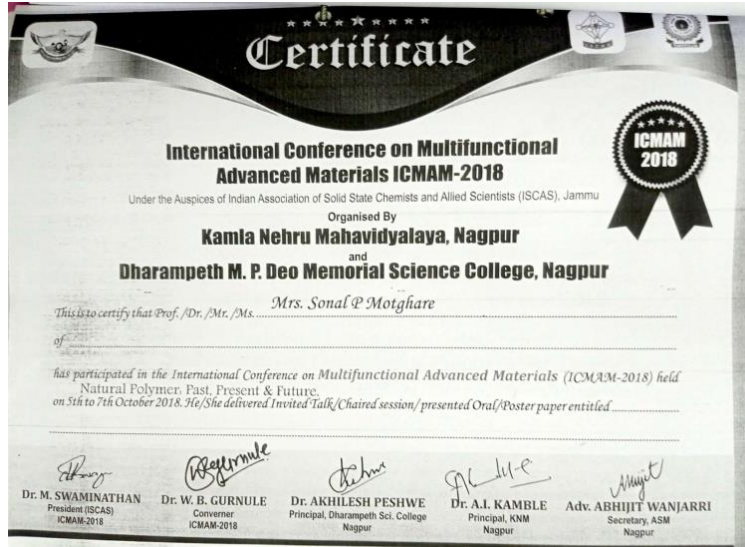 Certificate
International Conference on Multifunctional
Advanced Materials ICMAM-2018
ICMAM
2018
Under the Auspices of Indian Association of Solid State Chemists and Allied Scientists (ISCAS), Jammu
Organised By
Kamla Nehru Mahavidyalaya, Nagpur
and
Dharampeth M. P. Deo Memorial Science College, Nagpur
Mrs. Sonal P Motghare
This is to certify that Prof. /Dr. /Mr. /Ms.
of
has participated in the International Conference on Multifunctional Advanced Materials (ICMAM-2018) held
Natural Polymer: Past, Present & Future.
on 5th to 7th October 2018. He/She delivered Invited Talk/Chaired session/ presented Oral/Poster paper entitled
Dr. M. SWAMINATHAN
President (ISCAS)
ICMAM-2018
Dr. W. B. GURNULE
Converner
ICMAM-2018
Dr. AKHILESH PESHWE
Principal, Dharampeth Sci. College
Nagpur
Dr. A.I. KAMBLE
Principal, KNM
Nagpur
Adv. ABHIJIT WANJARRI
Secretary, ASM
Nagpur